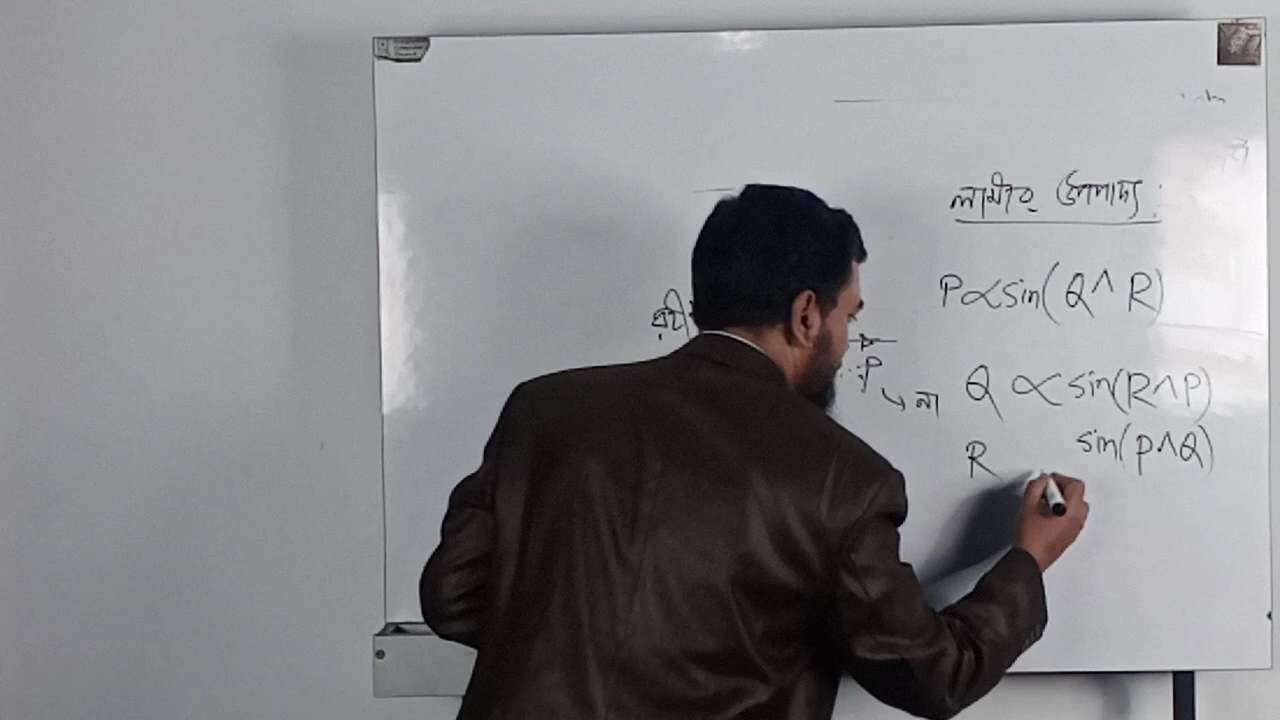 লামীর উপপাদ্য :
P∝sin(Q^R)
P
না
Q ∝ sin(R^P)
R sin(P^Q)